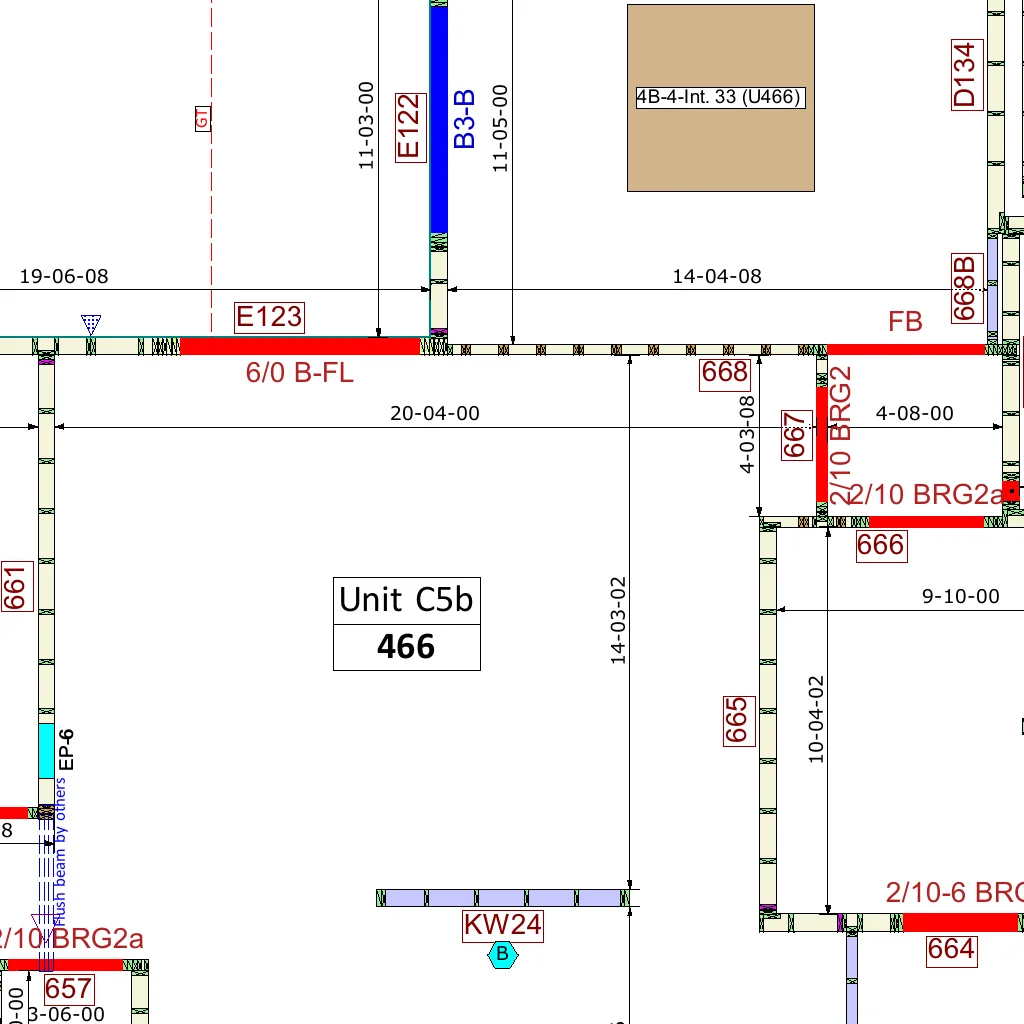 D134
4B-4-Int. 33 (U466)
GT
11-03-00
E122
B3-B
11-05-00
19-06-08
14-04-08
668B
E123
FB
6/0 B-FL
668
20-04-00
4-03-08
667
2/10 BRG2
4-08-00
2/10 BRG2a
666
661
Unit C5b
466
14-03-02
9-10-00
665
10-04-02
EP-6
Flush beam by others
8
2/10-6 BRG
KW24
B
664
2/10 BRG2a
657
3-06-00